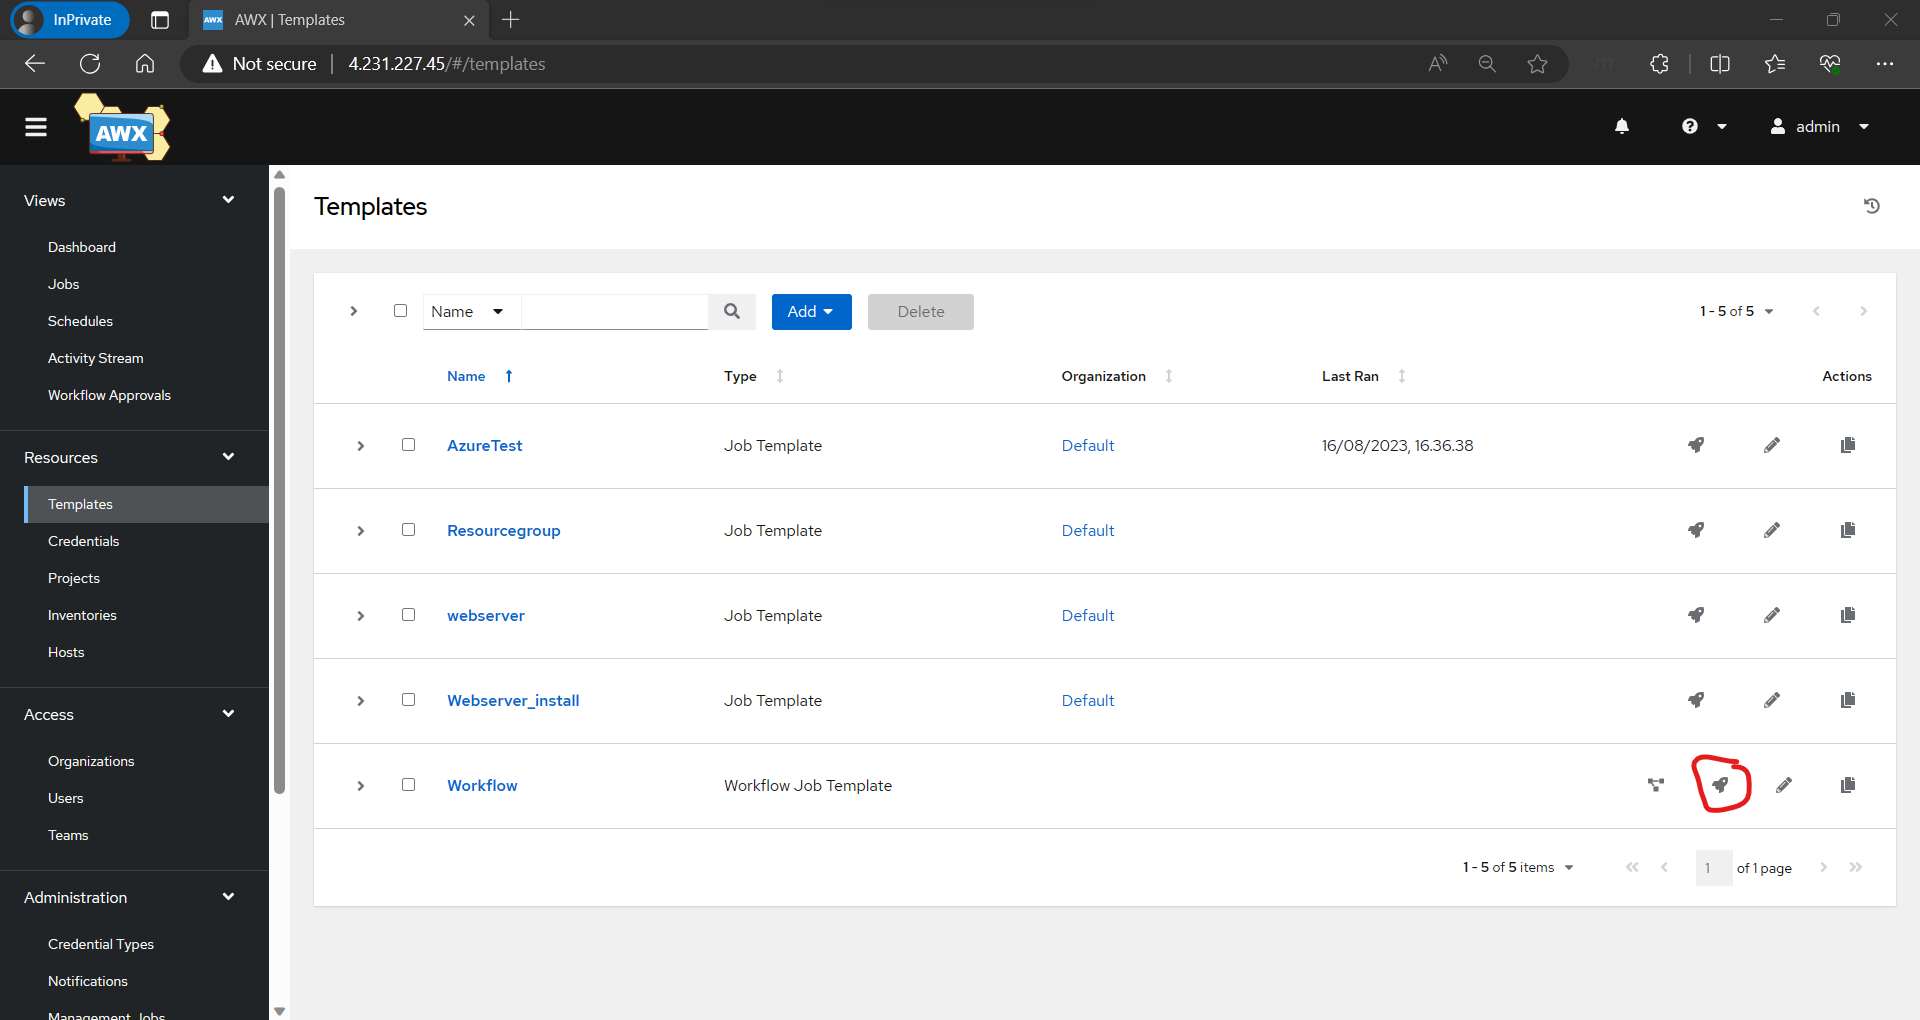 InPrivate
AWX | Templates
Not secure
4.231.227.45/#/templates
AWX
admin
Views
Dashboard
Jobs
Schedules
Activity Stream
Workflow Approvals
Resources
Templates
Credentials
Projects
Inventories
Hosts
Access
Organizations
Users
Teams
Administration
Credential Types
Notifications
Management Jobs
Templates
Name
Add
Delete
1 - 5 of 5
Name Type Organization Last Ran Actions
AzureTest Job Template Default 16/08/2023, 16.36.38
Resourcegroup Job Template Default
webserver Job Template Default
Webserver_install Job Template Default
Workflow Workflow Job Template
1 - 5 of 5 items
1 of 1 page